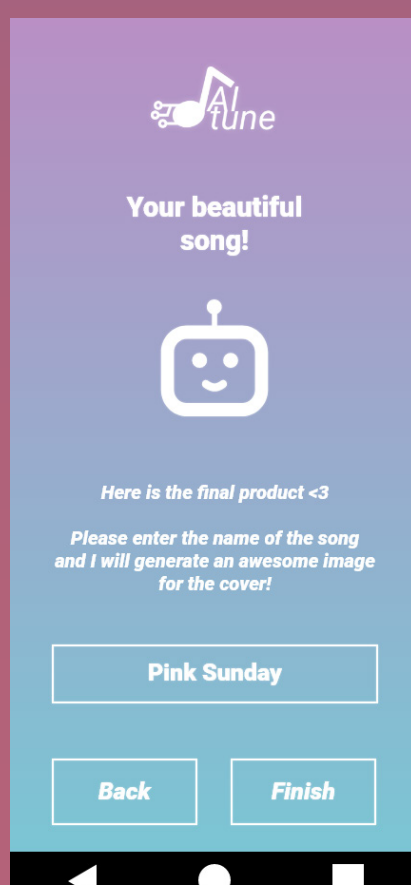 AI
tune
Your beautiful
song!
Here is the final product <3
Please enter the name of the song
and I will generate an awesome image
for the cover!
Pink Sunday
Back Finish